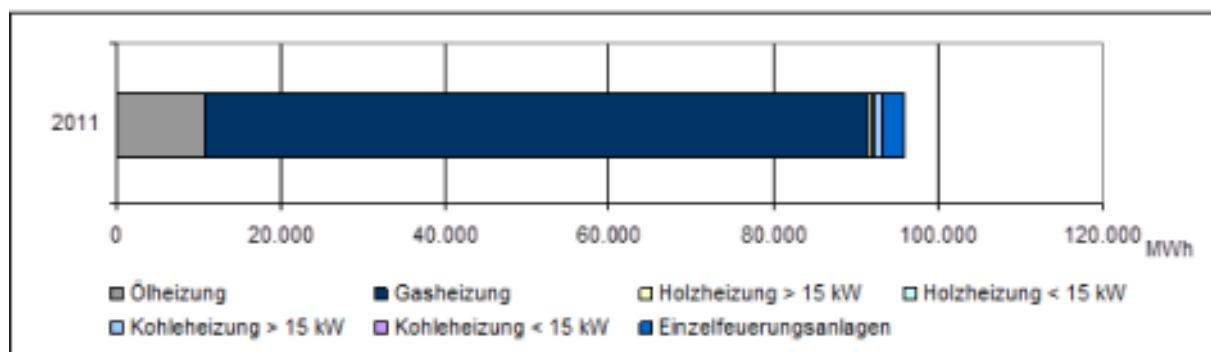 2011
0 20.000 40.000 60.000 80.000 100.000 120.000 MWh
Ölheizung Gasheizung Holzheizung > 15 kW Holzheizung < 15 kW
Kohleheizung > 15 kW Kohleheizung < 15 kW Einzelfeuerungsanlagen